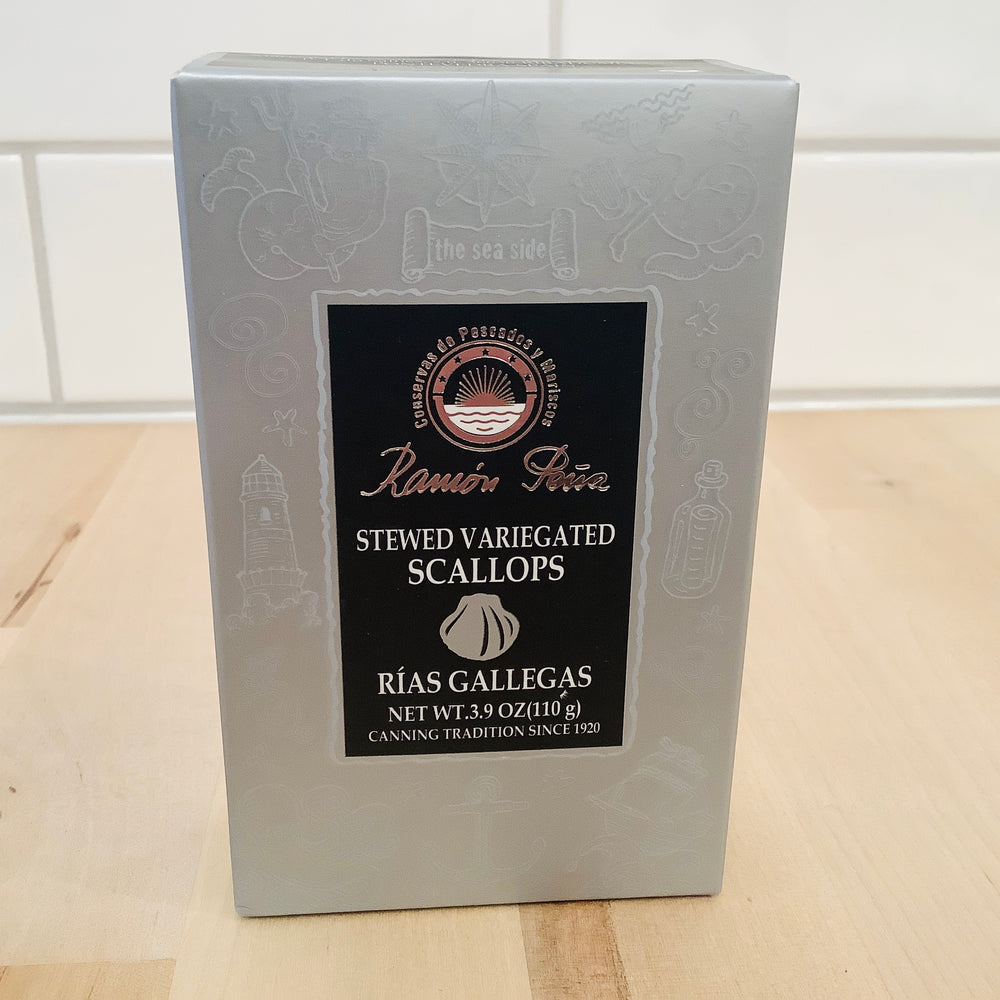 the sea side
Conservas de Pescados y Mariscos
Ramón Peña
STEWED VARIEGATED
SCALLOPS
RÍAS GALLEGAS
NET WT.3.9 OZ(110 g)
CANNING TRADITION SINCE 1920